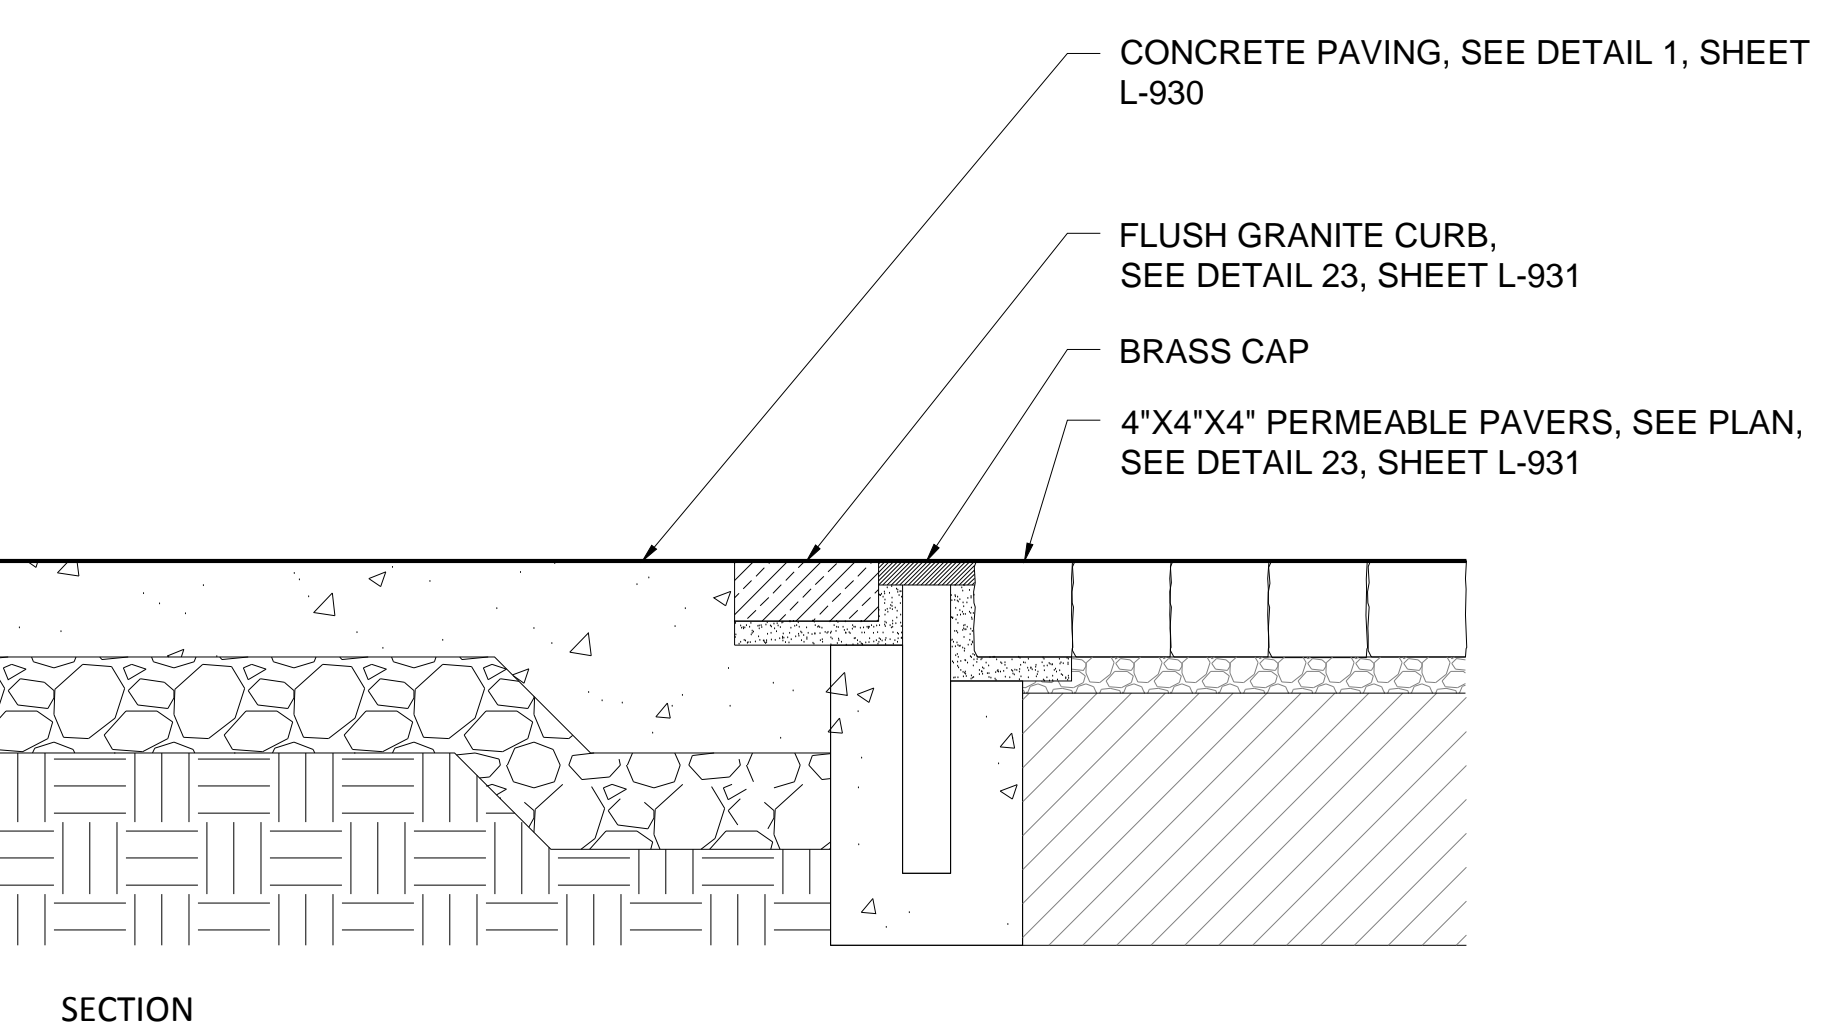 CONCRETE PAVING, SEE DETAIL 1, SHEET
L-930
FLUSH GRANITE CURB,
SEE DETAIL 23, SHEET L-931
BRASS CAP
4"X4"X4" PERMEABLE PAVERS, SEE PLAN,
SEE DETAIL 23, SHEET L-931
SECTION